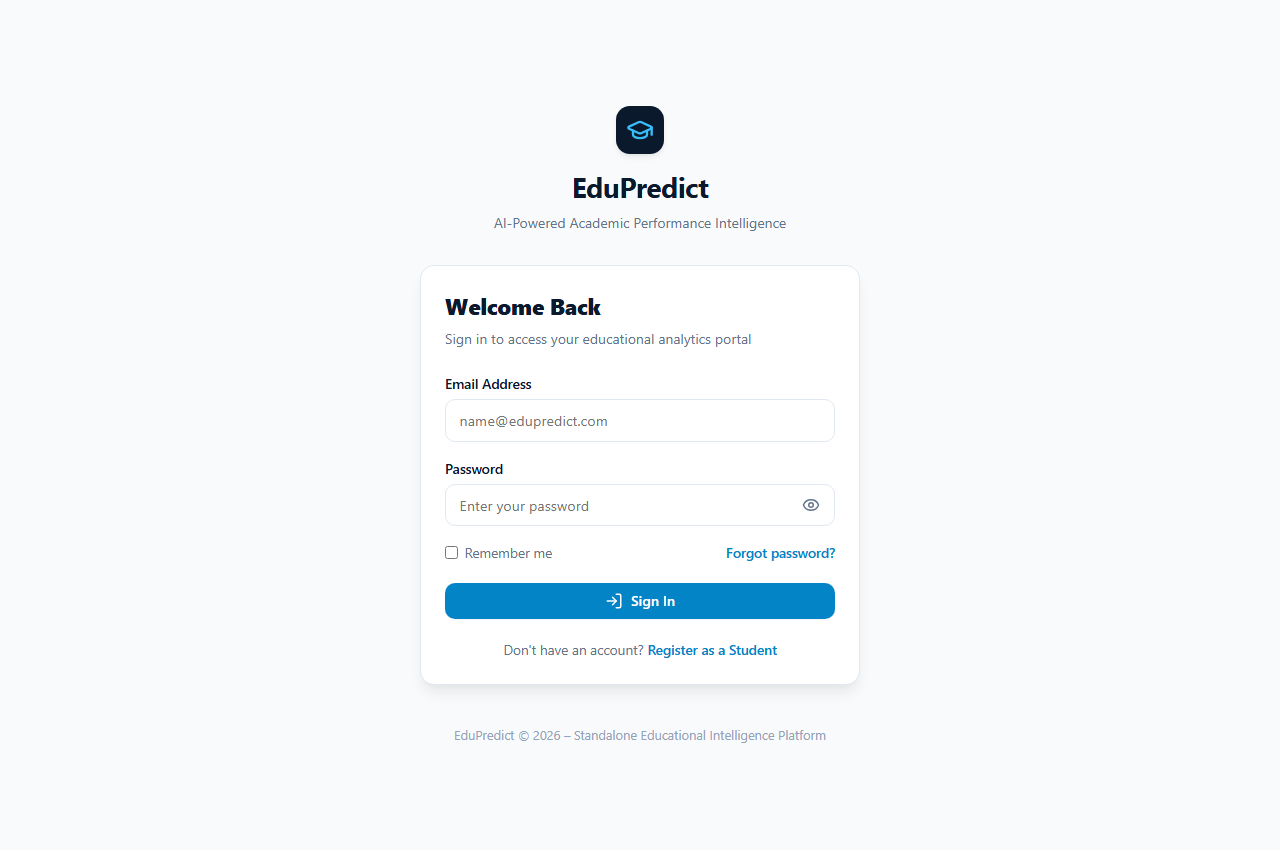 EduPredict
AI-Powered Academic Performance Intelligence
Welcome Back
Sign in to access your educational analytics portal
Email Address
name@edupredict.com
Password
Enter your password
Remember me
Forgot password?
Sign In
Don't have an account? Register as a Student
EduPredict © 2026 – Standalone Educational Intelligence Platform